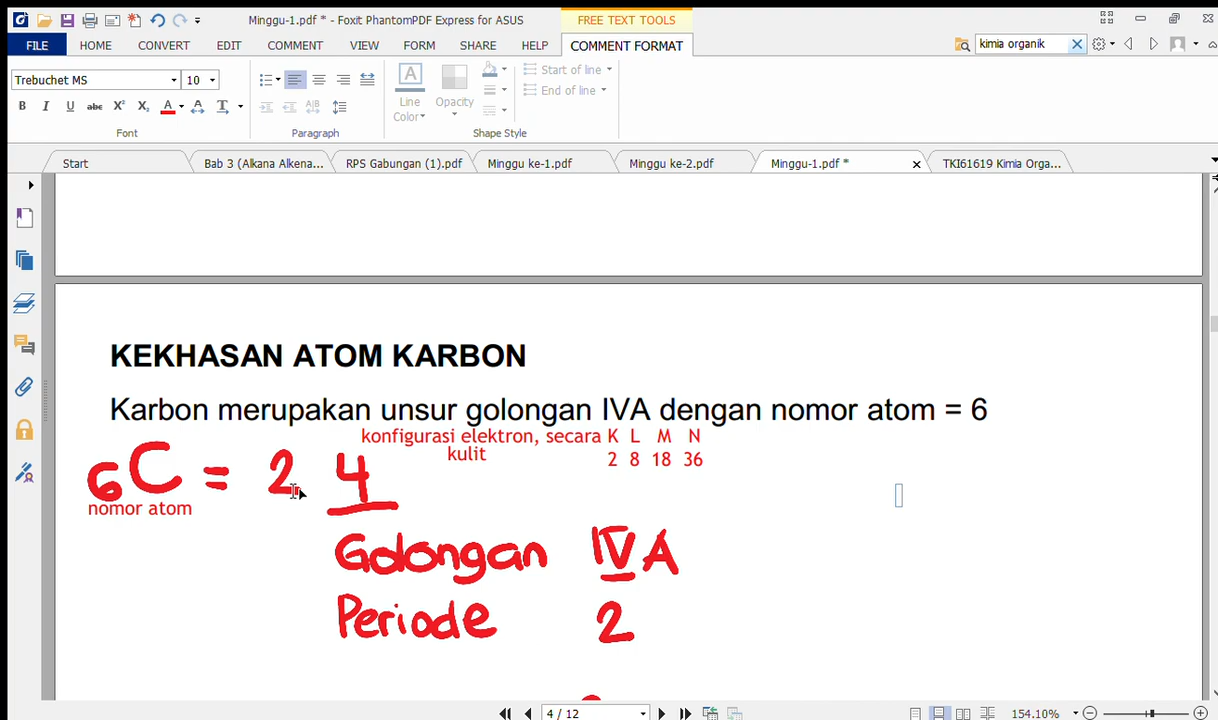 Minggu-1.pdf * - Foxit PhantomPDF Express for ASUS
FREE TEXT TOOLS
FILE HOME CONVERT EDIT COMMENT VIEW FORM SHARE HELP COMMENT FORMAT
kimia organik
Trebuchet MS 10
Start of line
End of line
B I U abc X² X₂ A
Line Color
Opacity
Font Paragraph Shape Style
Start Bab 3 (Alkana Alkena... RPS Gabungan (1).pdf Minggu ke-1.pdf Minggu ke-2.pdf Minggu-1.pdf * TKI61619 Kimia Orga...
KEKHASAN ATOM KARBON
Karbon merupakan unsur golongan IVA dengan nomor atom = 6
konfigurasi elektron, secara K L M N
kulit 2 8 18 36
6C = 2 4
nomor atom
Golongan IVA
Periode 2
4 / 12
154.10%